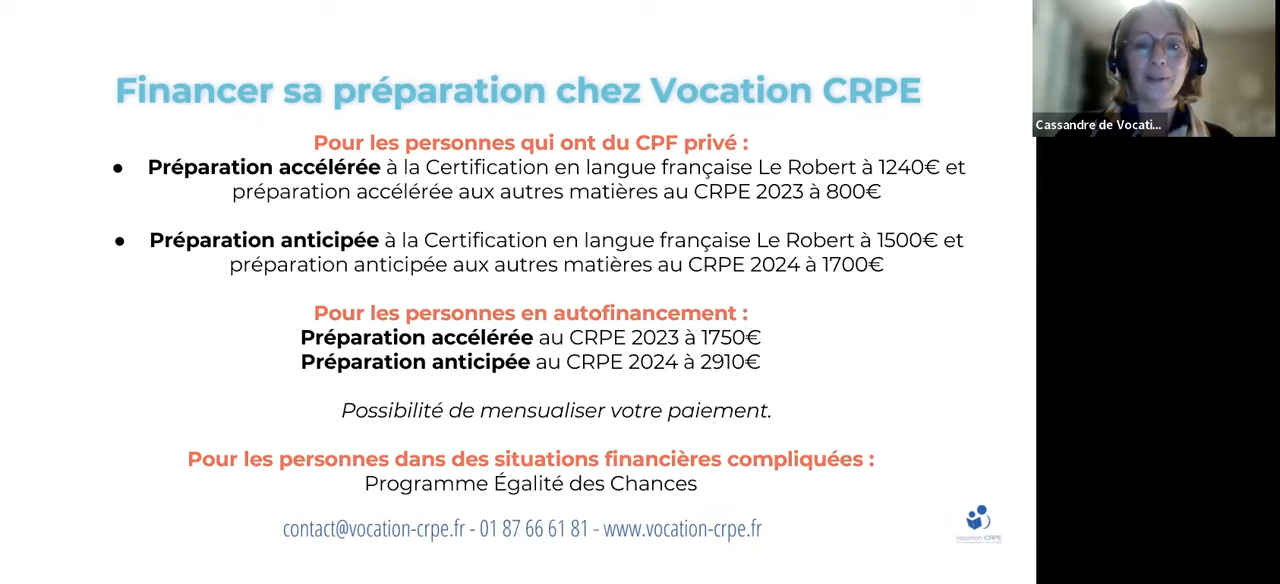 Financer sa préparation chez Vocation CRPE
Pour les personnes qui ont du CPF privé :
● Préparation accélérée à la Certification en langue française Le Robert à 1240€ et
préparation accélérée aux autres matières au CRPE 2023 à 800€
● Préparation anticipée à la Certification en langue française Le Robert à 1500€ et
préparation anticipée aux autres matières au CRPE 2024 à 1700€
Pour les personnes en autofinancement :
Préparation accélérée au CRPE 2023 à 1750€
Préparation anticipée au CRPE 2024 à 2910€
Possibilité de mensualiser votre paiement.
Pour les personnes dans des situations financières compliquées :
Programme Égalité des Chances
contact@vocation-crpe.fr - 01 87 66 61 81 - www.vocation-crpe.fr
Vocation CRPE
Cassandre de Vocati...